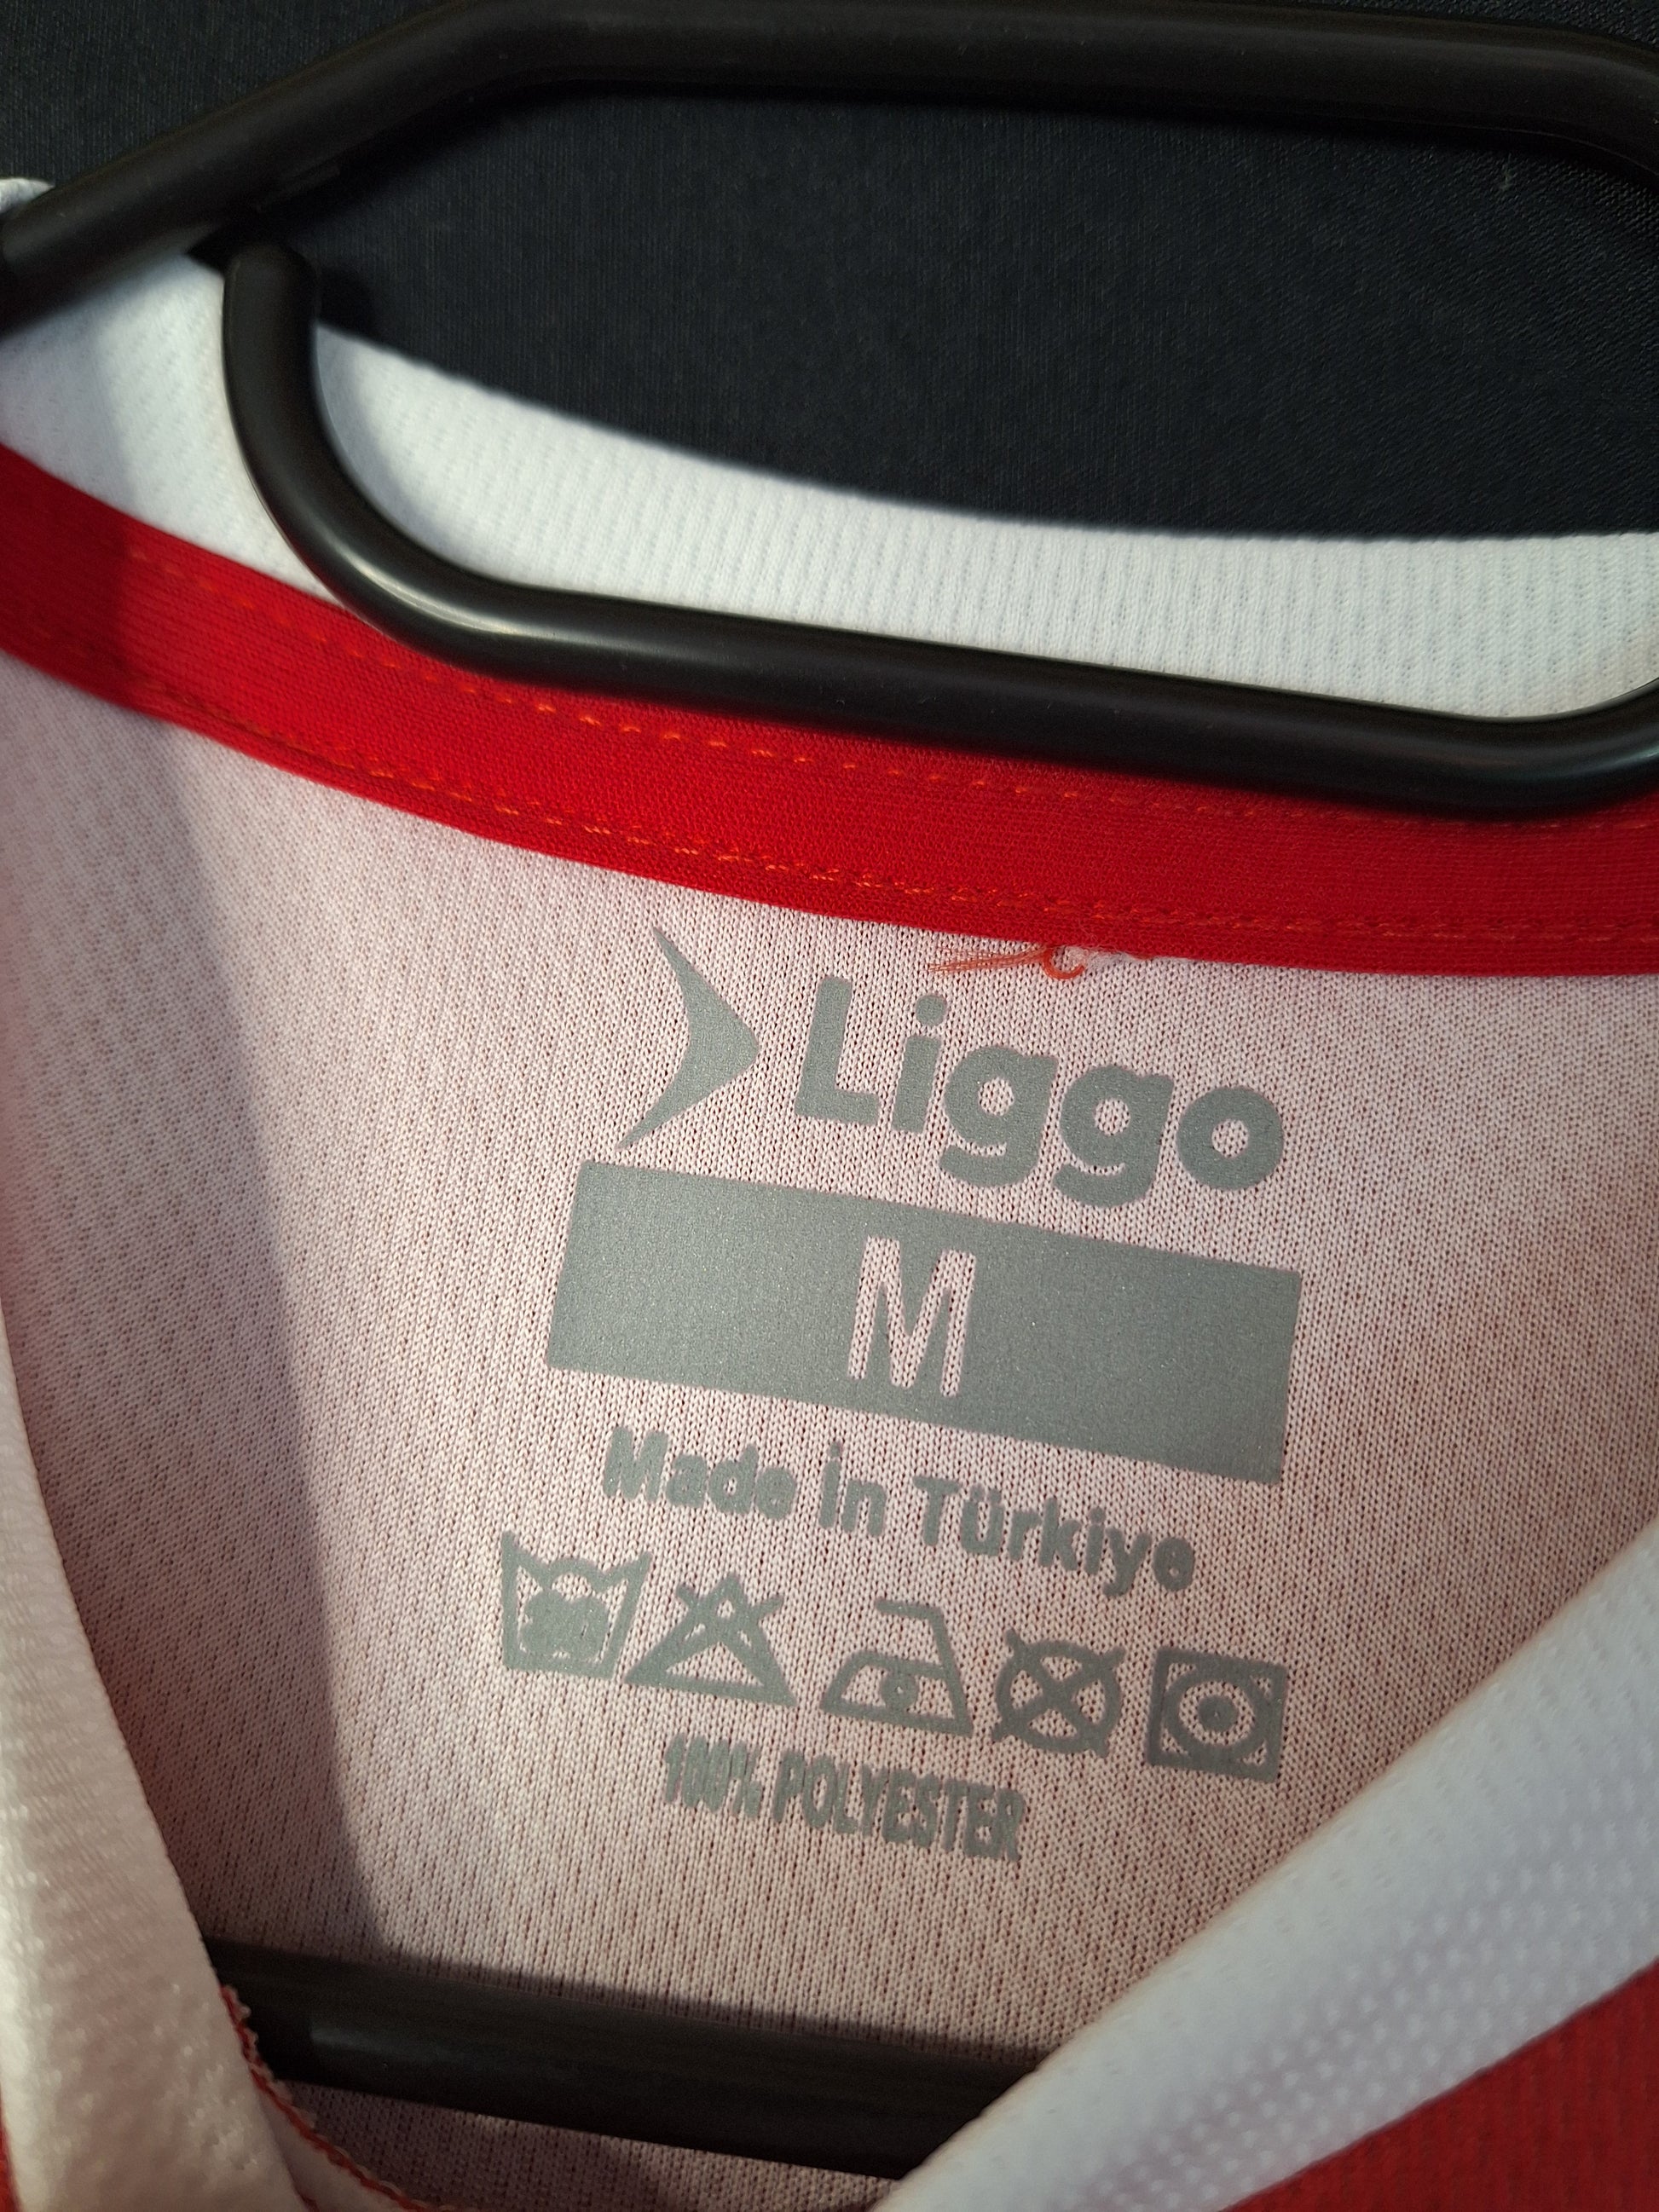 Liggo
M
Made İn Türkiye
100% POLYESTER